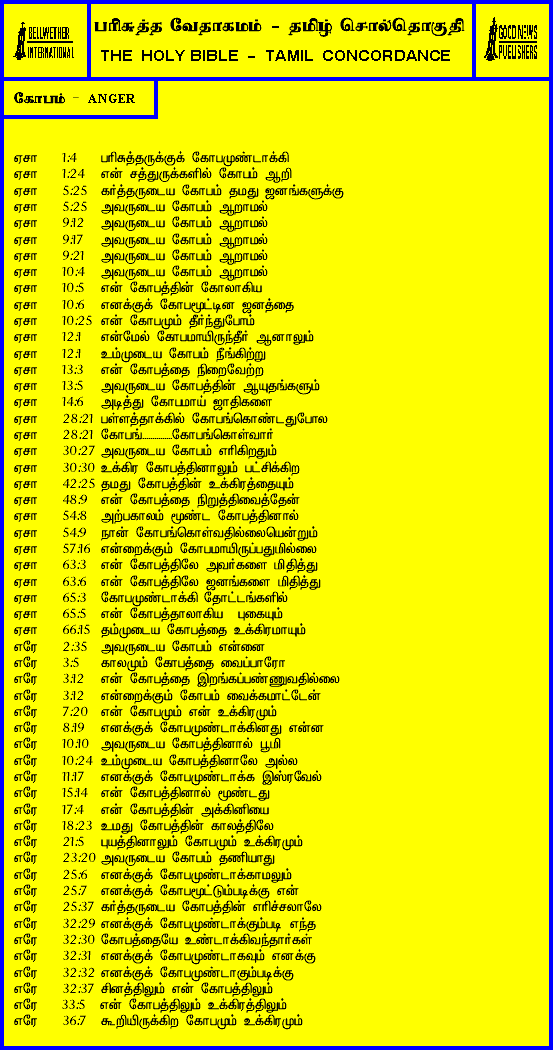 BELLWETHER
INTERNATIONAL
பரிசுத்த வேதாகமம் - தமிழ் சொல்தொகுதி
THE HOLY BIBLE - TAMIL CONCORDANCE
GOOD NEWS
PUBLISHERS
கோபம் - ANGER
ஏசா 1:4 பரிசுத்தருக்குக் கோபமுண்டாக்கி
ஏசா 1:24 என் சத்துருக்களில் கோபம் ஆறி
ஏசா 5:25 கர்த்தருடைய கோபம் தமது ஜனங்களுக்கு
ஏசா 5:25 அவருடைய கோபம் ஆறாமல்
ஏசா 9:12 அவருடைய கோபம் ஆறாமல்
ஏசா 9:17 அவருடைய கோபம் ஆறாமல்
ஏசா 9:21 அவருடைய கோபம் ஆறாமல்
ஏசா 10:4 அவருடைய கோபம் ஆறாமல்
ஏசா 10:5 என் கோபத்தின் கோலாகிய
ஏசா 10:6 எனக்குக் கோபமூட்டின ஜனத்தை
ஏசா 10:25 என் கோபமும் தீர்ந்துபோம்
ஏசா 12:1 என்மேல் கோபமாயிருந்தீர் ஆனாலும்
ஏசா 12:1 உம்முடைய கோபம் நீங்கிற்று
ஏசா 13:3 என் கோபத்தை நிறைவேற்ற
ஏசா 13:5 அவருடைய கோபத்தின் ஆயுதங்களும்
ஏசா 14:6 அடித்து கோபமாய் ஜாதிகளை
ஏசா 28:21 பள்ளத்தாக்கில் கோபங்கொண்டதுபோல
ஏசா 28:21 கோபங்..............கோபங்கொள்வார்
ஏசா 30:27 அவருடைய கோபம் எரிகிறதும்
ஏசா 30:30 உக்கிர கோபத்தினாலும் பட்சிக்கிற
ஏசா 42:25 தமது கோபத்தின் உக்கிரத்தையும்
ஏசா 48:9 என் கோபத்தை நிறுத்திவைத்தேன்
ஏசா 54:8 அற்பகாலம் மூண்ட கோபத்தினால்
ஏசா 54:9 நான் கோபங்கொள்வதில்லையென்றும்
ஏசா 57:16 என்றைக்கும் கோபமாயிருப்பதுமில்லை
ஏசா 63:3 என் கோபத்திலே அவர்களை மிதித்து
ஏசா 63:6 என் கோபத்திலே ஜனங்களை மிதித்து
ஏசா 65:3 கோபமுண்டாக்கி தோட்டங்களில்
ஏசா 65:5 என் கோபத்தாலாகிய புகையும்
ஏசா 66:15 தம்முடைய கோபத்தை உக்கிரமாயும்
எரே 2:35 அவருடைய கோபம் என்னை
எரே 3:5 காலமும் கோபத்தை வைப்பாரோ
எரே 3:12 என் கோபத்தை இறங்கப்பண்ணுவதில்லை
எரே 3:12 என்றைக்கும் கோபம் வைக்கமாட்டேன்
எரே 7:20 என் கோபமும் என் உக்கிரமும்
எரே 8:19 எனக்குக் கோபமுண்டாக்கினது என்ன
எரே 10:10 அவருடைய கோபத்தினால் பூமி
எரே 10:24 உம்முடைய கோபத்தினாலே அல்ல
எரே 11:17 எனக்குக் கோபமுண்டாக்க இஸ்ரவேல்
எரே 15:14 என் கோபத்தினால் மூண்டது
எரே 17:4 என் கோபத்தின் அக்கினியை
எரே 18:23 உமது கோபத்தின் காலத்திலே
எரே 21:5 புயத்தினாலும் கோபமும் உக்கிரமும்
எரே 23:20 அவருடைய கோபம் தணியாது
எரே 25:6 எனக்குக் கோபமுண்டாக்காமலும்
எரே 25:7 எனக்குக் கோபமூட்டும்படிக்கு என்
எரே 25:37 கர்த்தருடைய கோபத்தின் எரிச்சலாலே
எரே 32:29 எனக்குக் கோபமுண்டாக்கும்படி எந்த
எரே 32:30 கோபத்தையே உண்டாக்கிவந்தார்கள்
எரே 32:31 எனக்குக் கோபமுண்டாகவும் எனக்கு
எரே 32:32 எனக்குக் கோபமுண்டாகும்படிக்கு
எரே 32:37 சினத்திலும் என் கோபத்திலும்
எரே 33:5 என் கோபத்திலும் உக்கிரத்திலும்
எரே 36:7 கூறியிருக்கிற கோபமும் உக்கிரமும்